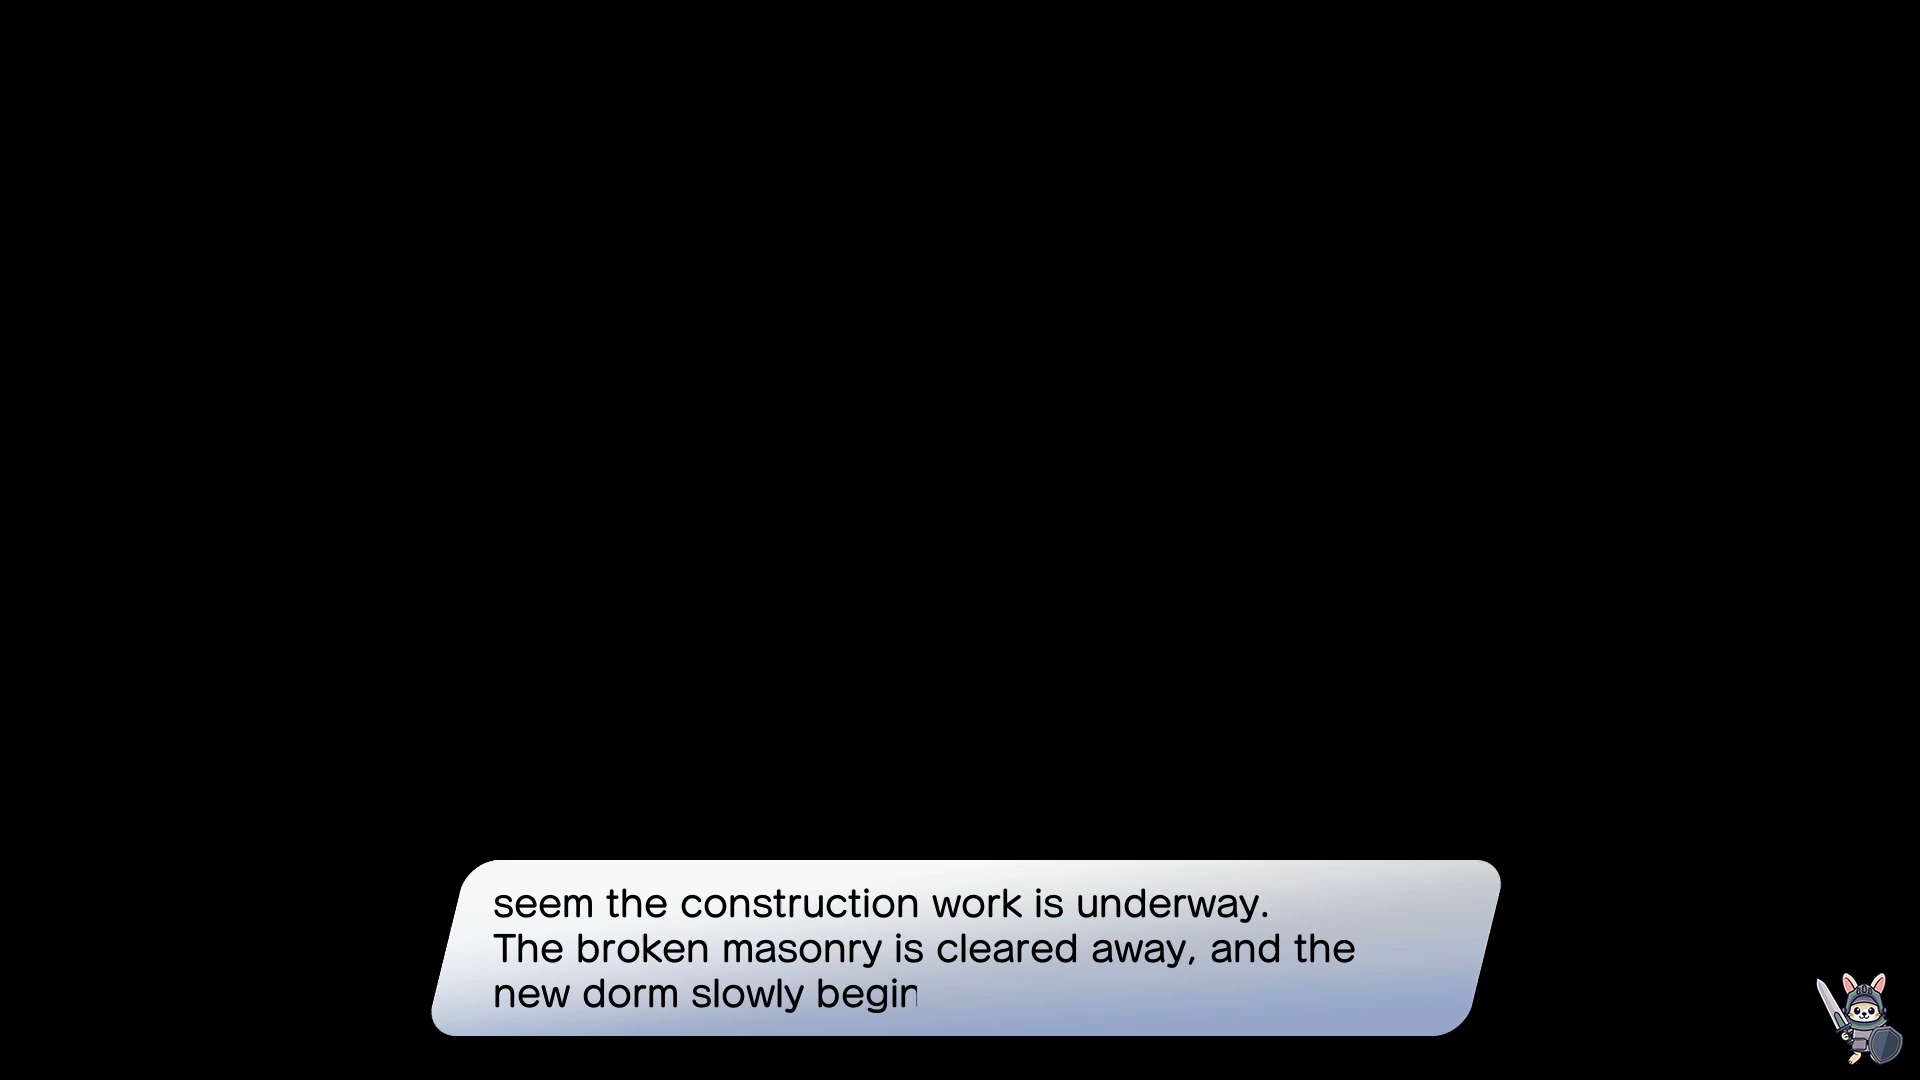 seem the construction work is underway.
The broken masonry is cleared away, and the
new dorm slowly begin